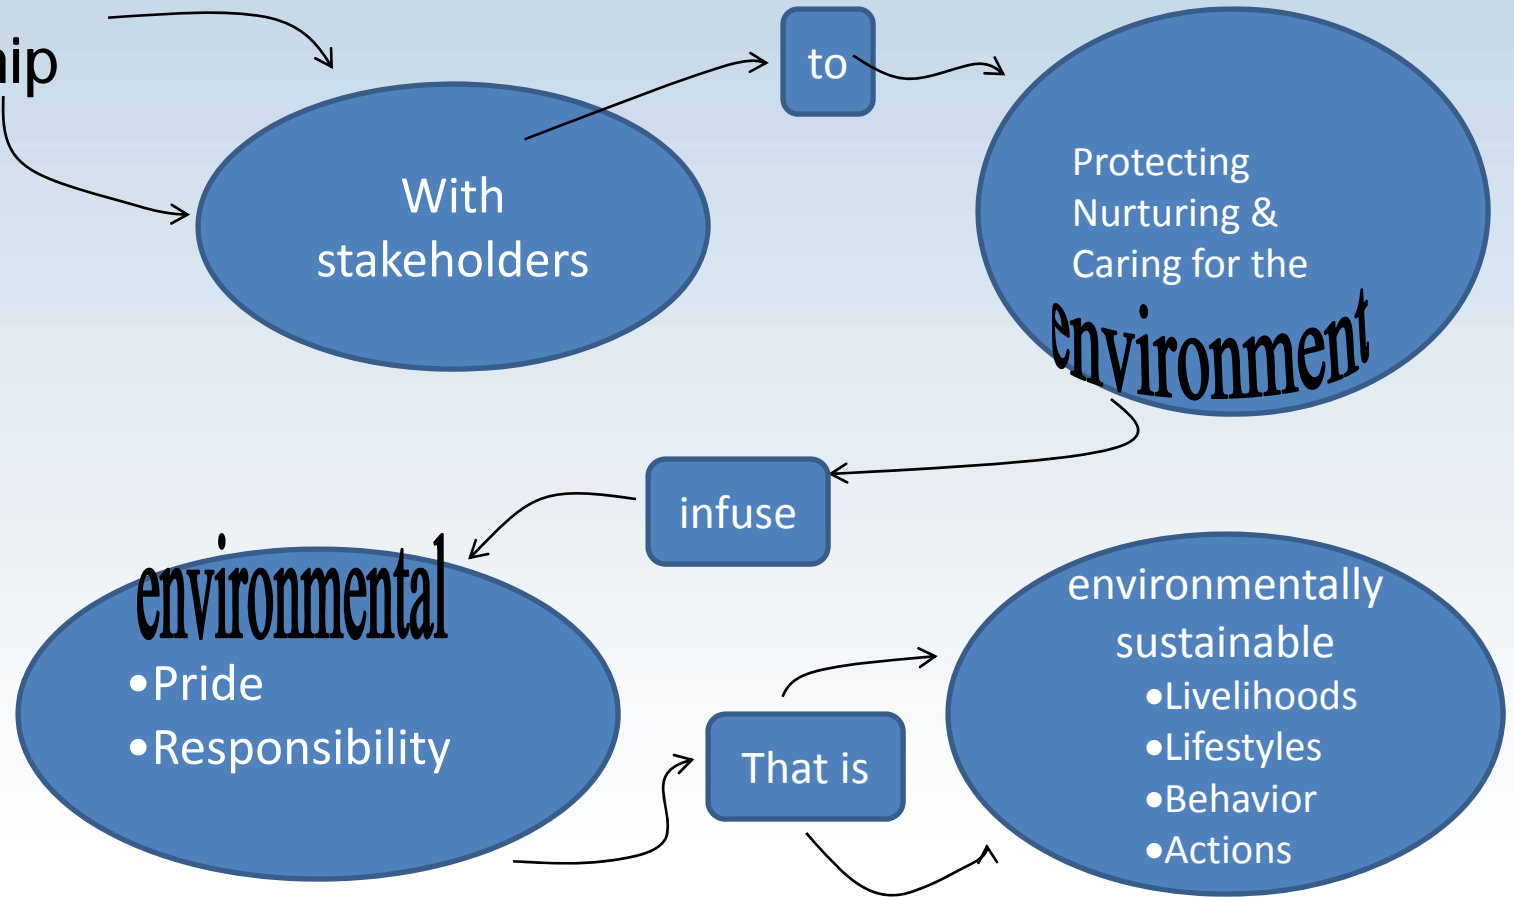 hip
With
stakeholders
to
Protecting
Nurturing &
Caring for the
environment
infuse
environmental
•Pride
•Responsibility
That is
environmentally
sustainable
•Livelihoods
•Lifestyles
•Behavior
•Actions